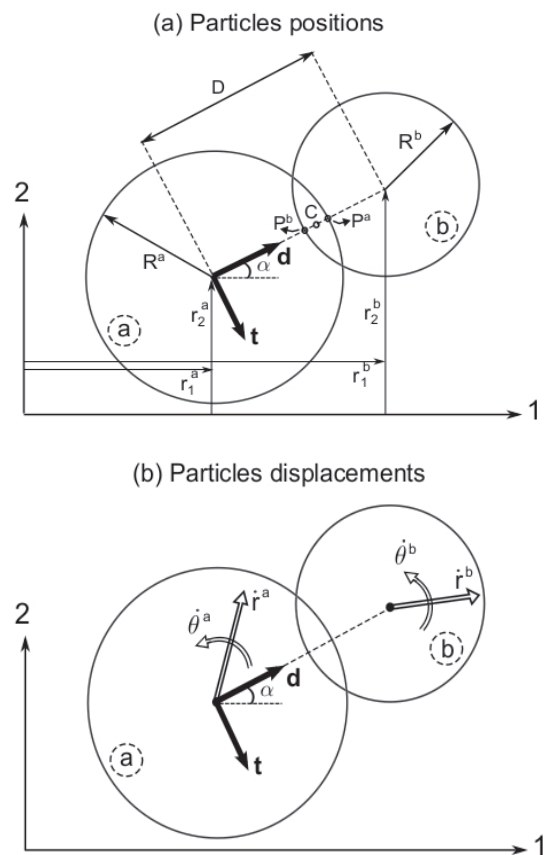 (a) Particles positions
D
R^b
2
P^b
C
P^a
b
R^a
d
α
r_2^a
r_2^b
a
t
r_1^b
r_1^a
1
(b) Particles displacements
θ̇^b
ṙ^a
ṙ^b
2
θ̇^a
b
d
α
a
t
1